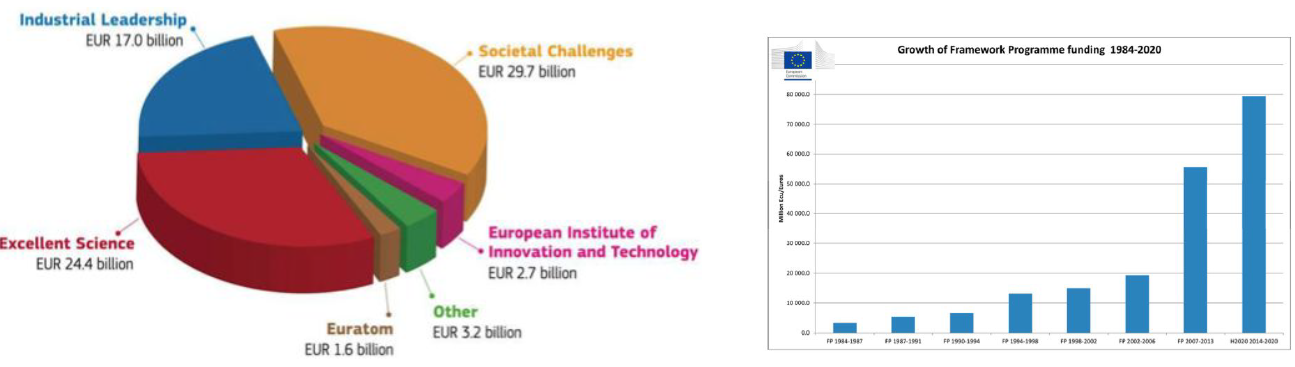 Industrial Leadership
EUR 17.0 billion
Societal Challenges
EUR 29.7 billion
European Institute of
Innovation and Technology
EUR 2.7 billion
Excellent Science
EUR 24.4 billion
Other
EUR 3.2 billion
Euratom
EUR 1.6 billion
Growth of Framework Programme funding 1984-2020
European
Commission
Million Ecu/Euros
80 000.0
70 000.0
60 000.0
50 000.0
40 000.0
30 000.0
20 000.0
10 000.0
0.0
FP 1984-1987
FP 1987-1991
FP 1990-1994
FP 1994-1998
FP 1998-2002
FP 2002-2006
FP 2007-2013
H2020 2014-2020